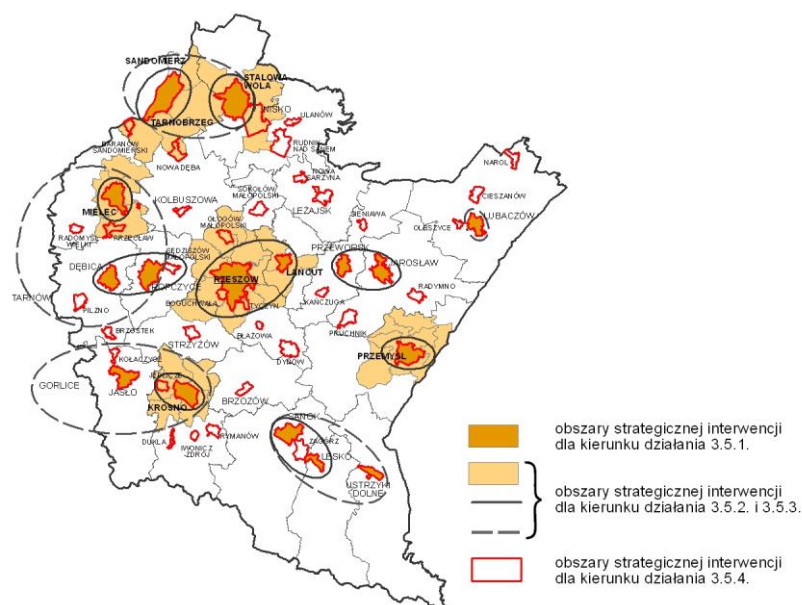 SANDOMIERZ
STALOWA
WOLA
NISKO
ULANÓW
TARNOBRZEG
BARANÓW
SANDOMIERSKI
RUDNIK
NAD SANEM
NOWA DĘBA
NOWA
SARZYNA
NAROL
CIESZANÓW
MIELEC
KOLBUSZOWA
SOKOŁÓW
MAŁOPOLSKI
LEŻAJSK
SIENIAWA
OLESZYCE
LUBACZÓW
GŁOGÓW
MAŁOPOLSKI
RADOMYŚL
WIELKI
PRZECŁAW
SĘDZISZÓW
MAŁOPOLSKI
PRZEWORSK
JAROSŁAW
DĘBICA
ROPCZYCE
RZESZÓW
ŁAŃCUT
TARNÓW
PILZNO
BOGUCHWAŁA
TYCZYN
KAŃCZUGA
RADYMNO
BRZOSTEK
STRZYŻÓW
BŁAŻOWA
PRUCHNIK
DYNÓW
PRZEMYŚL
KOŁACZYCE
JEDLICZE
GORLICE
JASŁO
KROSNO
BRZOZÓW
DUKLA
IWONICZ
-ZDRÓJ
RYMANÓW
SANOK
ZAGÓRZ
LESKO
USTRZYKI
DOLNE
obszary strategicznej interwencji
dla kierunku działania 3.5.1.
obszary strategicznej interwencji
dla kierunku działania 3.5.2. i 3.5.3.
obszary strategicznej interwencji
dla kierunku działania 3.5.4.